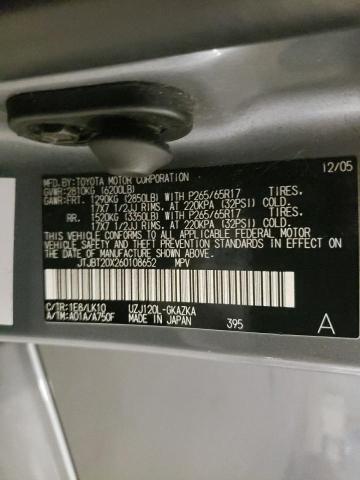 12/05
MFD.BY:TOYOTA MOTOR CORPORATION
GVWR:2810KG (6200LB)
GAWR:FRT. 1290KG (2850LB) WITH P265/65R17 TIRES.
17X7 1/2JJ RIMS. AT 220KPA (32PSI) COLD.
RR. 1520KG (3350LB) WITH P265/65R17 TIRES.
17X7 1/2JJ RIMS. AT 220KPA (32PSI) COLD.
THIS VEHICLE CONFORMS TO ALL APPLICABLE FEDERAL MOTOR
VEHICLE SAFETY STANDARDS IN EFFECT ON THE DATE OF
MANUFACTURE SHOWN ABOVE.
JTJBT20X260108652 MPV
C/TR:1E8/LK10 UZJ120L-GKAZKA
A/TM:A01A/A750F MADE IN JAPAN 395 A